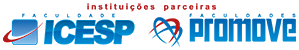 instituições parceiras
FACULDADE
ICESP
FACULDADES
PROMOVE